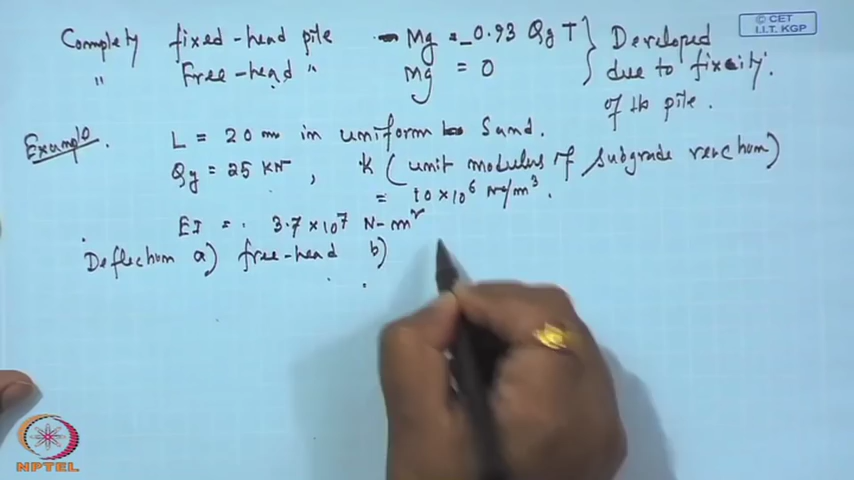 © CET
I.I.T. KGP
Complety fixed-head pile - Mg = -0.93 Qg T } Developed
" Free-head " Mg = 0 due to fixity
of the pile.
Example. L = 20 m in uniform Sand.
Qg = 25 KN, K (unit modulus of subgrade reaction)
= 10×10⁶ N/m³.
EI = 3.7×10⁷ N-m²
Deflection a) free-head b)
NPTEL